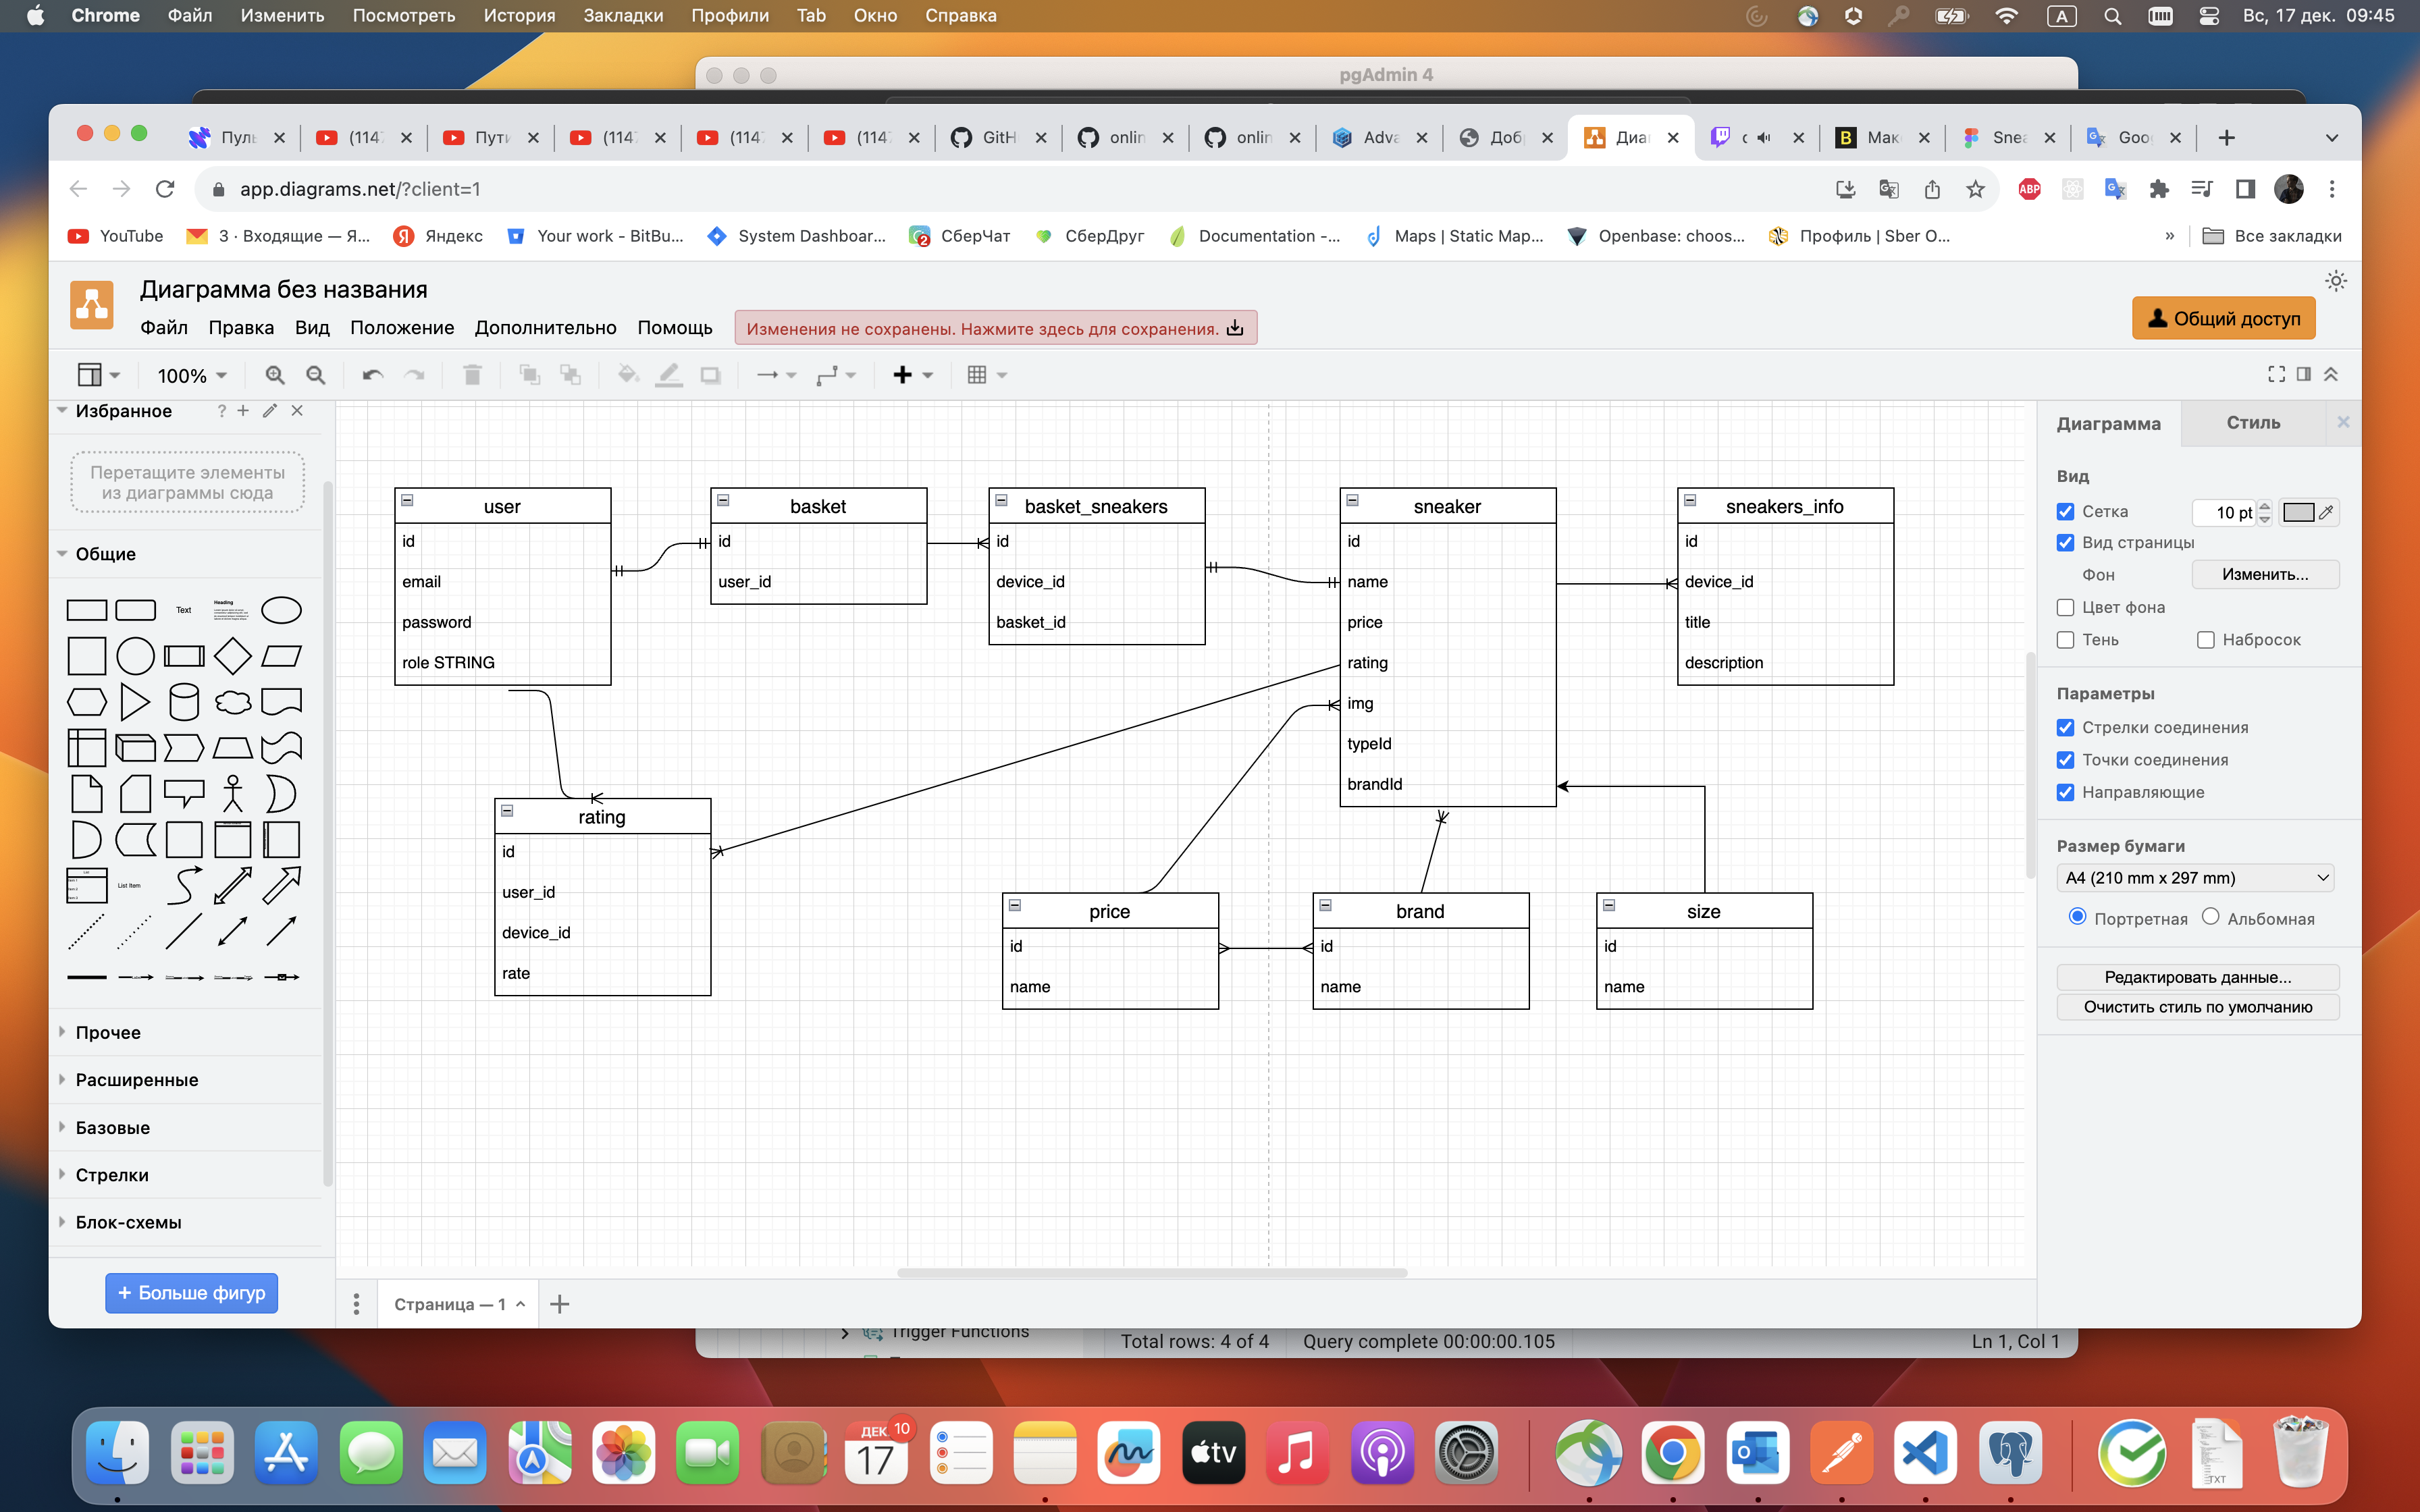 Chrome Файл Изменить Посмотреть История Закладки Профили Tab Окно Справка
A
Вс, 17 дек. 09:45
pgAdmin 4
Пуль
(114
Пути
(114
(114
(114
GitH
onlin
onlin
Adva
Доб
Диаг
B Мак
Snea
Goo
app.diagrams.net/?client=1
ABP
YouTube
3 · Входящие — Я...
Яндекс
Your work - BitBu...
System Dashboar...
СберЧат
СберДруг
Documentation -...
Maps | Static Map...
Openbase: choos...
Профиль | Sber O...
»
Все закладки
Диаграмма без названия
Файл Правка Вид Положение Дополнительно Помощь
Изменения не сохранены. Нажмите здесь для сохранения.
Общий доступ
100%
Избранное
?
Перетащите элементы
из диаграммы сюда
Общие
Text
Heading
List Item
Прочее
Расширенные
Базовые
Стрелки
Блок-схемы
+ Больше фигур
user
id
email
password
role STRING
basket
id
user_id
basket_sneakers
id
device_id
basket_id
sneaker
id
name
price
rating
img
typeId
brandId
sneakers_info
id
device_id
title
description
rating
id
user_id
device_id
rate
price
id
name
brand
id
name
size
id
name
Диаграмма
Стиль
Вид
Сетка
10 pt
Вид страницы
Фон
Изменить...
Цвет фона
Тень
Набросок
Параметры
Стрелки соединения
Точки соединения
Направляющие
Размер бумаги
A4 (210 mm x 297 mm)
Портретная
Альбомная
Редактировать данные...
Очистить стиль по умолчанию
Страница — 1
Trigger Functions
Total rows: 4 of 4
Query complete 00:00:00.105
Ln 1, Col 1
ДЕК.
10
17
tv
TXT